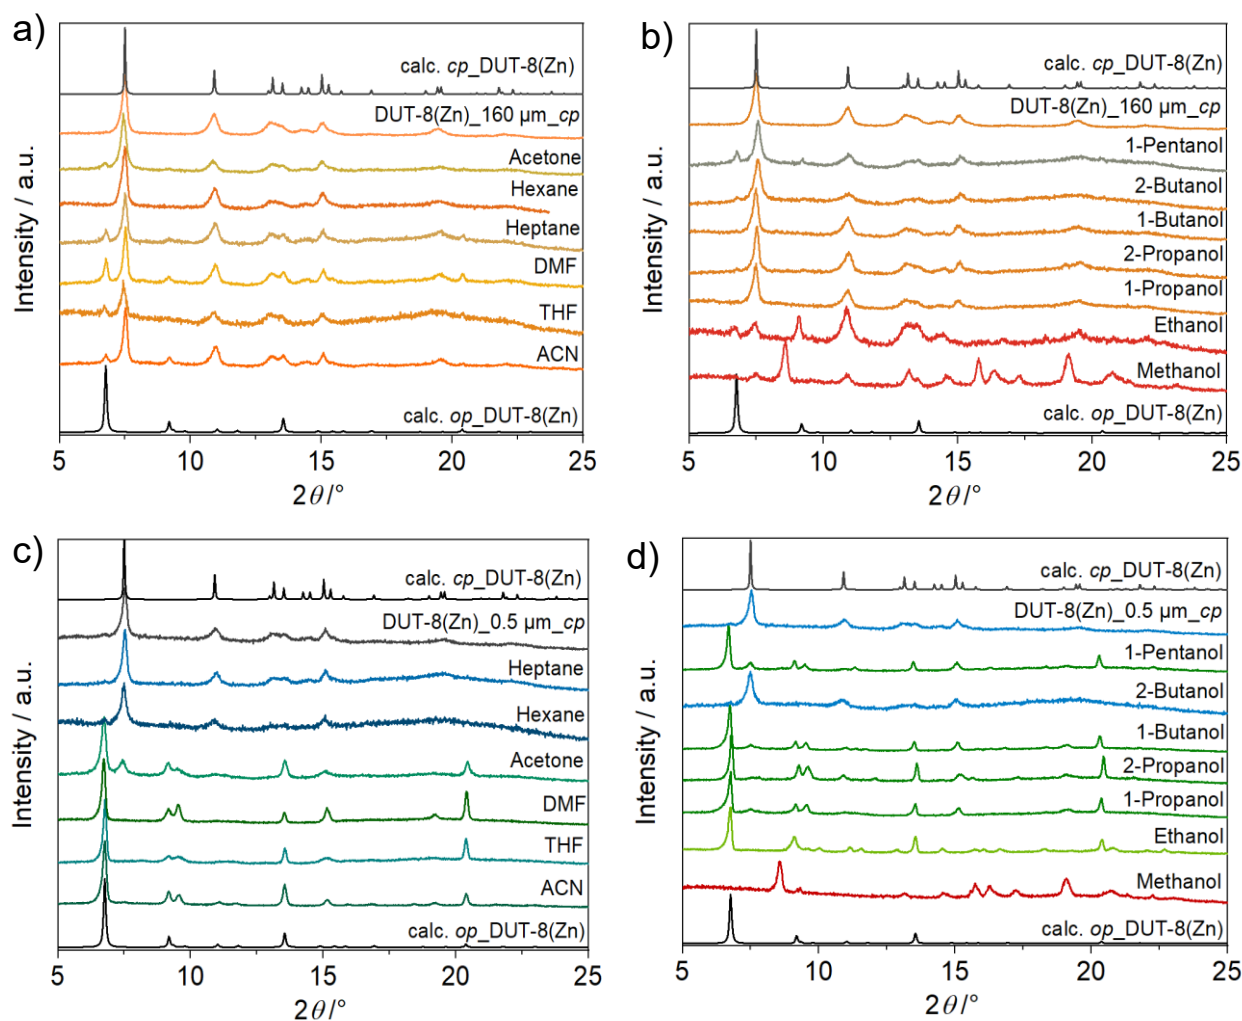 a)
Intensity / a.u.
calc. cp_DUT-8(Zn)
DUT-8(Zn)_160 µm_cp
Acetone
Hexane
Heptane
DMF
THF
ACN
calc. op_DUT-8(Zn)
5 10 15 20 25
2θ/°
b)
Intensity / a.u.
calc. cp_DUT-8(Zn)
DUT-8(Zn)_160 µm_cp
1-Pentanol
2-Butanol
1-Butanol
2-Propanol
1-Propanol
Ethanol
Methanol
calc. op_DUT-8(Zn)
5 10 15 20 25
2θ/°
c)
Intensity / a.u.
calc. cp_DUT-8(Zn)
DUT-8(Zn)_0.5 µm_cp
Heptane
Hexane
Acetone
DMF
THF
ACN
calc. op_DUT-8(Zn)
5 10 15 20 25
2θ/°
d)
Intensity / a.u.
calc. cp_DUT-8(Zn)
DUT-8(Zn)_0.5 µm_cp
1-Pentanol
2-Butanol
1-Butanol
2-Propanol
1-Propanol
Ethanol
Methanol
calc. op_DUT-8(Zn)
5 10 15 20 25
2θ/°